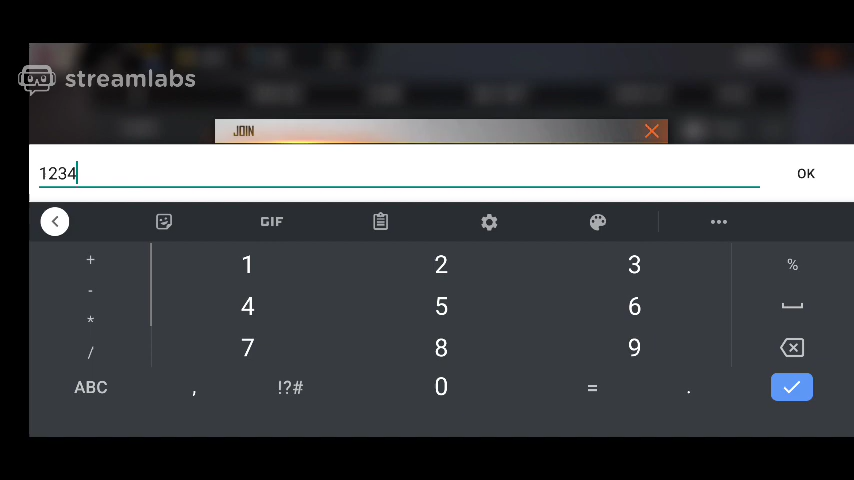 streamlabs
JOIN
1234
OK
GIF
+ 1 2 3 %
- 4 5 6
*
/ 7 8 9
ABC , !?# 0 = .